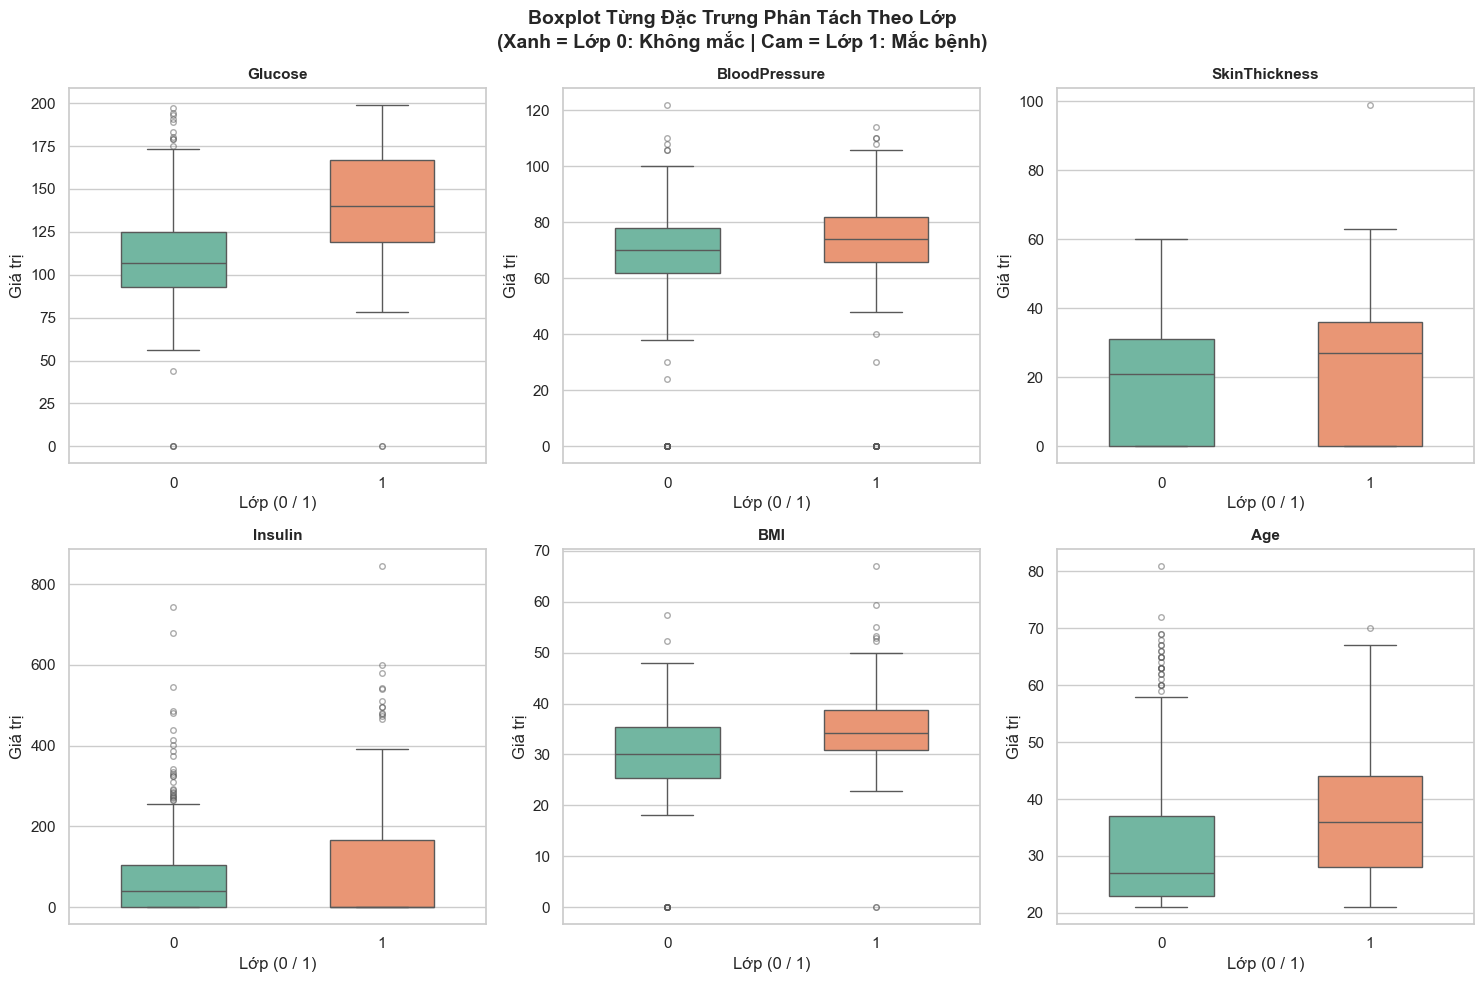 Boxplot Từng Đặc Trưng Phân Tách Theo Lớp
(Xanh = Lớp 0: Không mắc | Cam = Lớp 1: Mắc bệnh)
Glucose
200
175
150
125
100
75
50
25
0
Giá trị
0 1
Lớp (0 / 1)
BloodPressure
120
100
80
60
40
20
0
Giá trị
0 1
Lớp (0 / 1)
SkinThickness
100
80
60
40
20
0
Giá trị
0 1
Lớp (0 / 1)
Insulin
800
600
400
200
0
Giá trị
0 1
Lớp (0 / 1)
BMI
70
60
50
40
30
20
10
0
Giá trị
0 1
Lớp (0 / 1)
Age
80
70
60
50
40
30
20
Giá trị
0 1
Lớp (0 / 1)